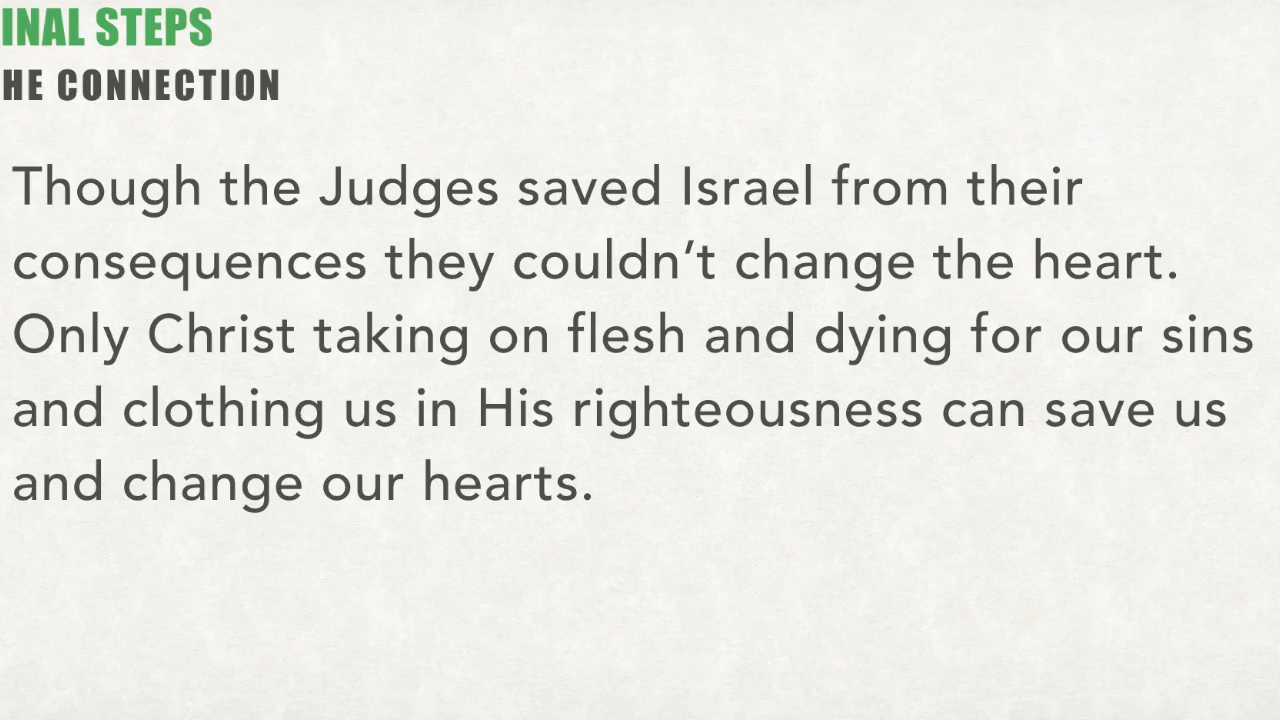 INAL STEPS
HE CONNECTION
Though the Judges saved Israel from their
consequences they couldn’t change the heart.
Only Christ taking on flesh and dying for our sins
and clothing us in His righteousness can save us
and change our hearts.